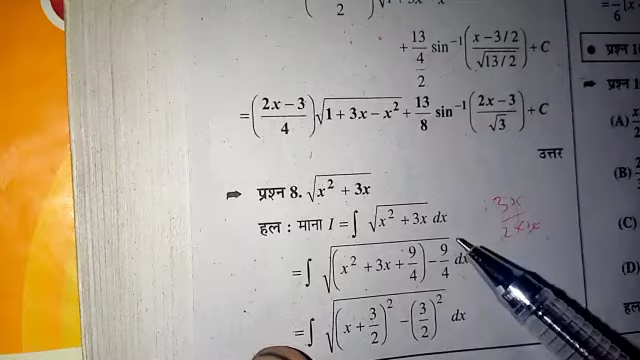 + 13/4/2 sin⁻¹((x − 3/2)/√(13/2)) + C
= ((2x − 3)/4) √(1 + 3x − x²) + 13/8 sin⁻¹((2x − 3)/√3) + C
उत्तर
➡ प्रश्न 8. √(x² + 3x)
हल : माना I = ∫ √(x² + 3x) dx
= ∫ √((x² + 3x + 9/4) − 9/4) dx
= ∫ √((x + 3/2)² − (3/2)²) dx
● प्रश्न
➡ प्रश्न
(A)
(B)
(C)
(D)
हल